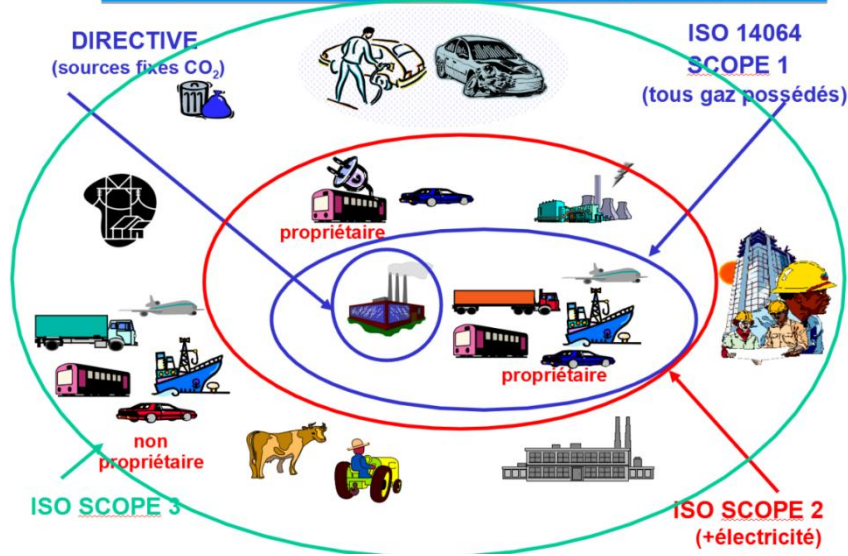 DIRECTIVE
(sources fixes CO₂)
ISO 14064
SCOPE 1
(tous gaz possédés)
propriétaire
propriétaire
non
propriétaire
ISO SCOPE 3
ISO SCOPE 2
(+électricité)